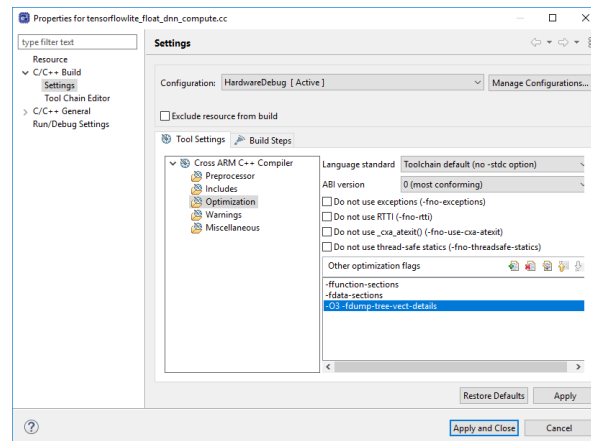 Properties for tensorflowlite_float_dnn_compute.cc
type filter text
Resource
C/C++ Build
Settings
Tool Chain Editor
C/C++ General
Run/Debug Settings
Settings
Configuration: HardwareDebug [ Active ]
Manage Configurations...
Exclude resource from build
Tool Settings
Build Steps
Cross ARM C++ Compiler
Preprocessor
Includes
Optimization
Warnings
Miscellaneous
Language standard Toolchain default (no -stdc option)
ABI version 0 (most conforming)
Do not use exceptions (-fno-exceptions)
Do not use RTTI (-fno-rtti)
Do not use _cxa_atexit() (-fno-use-cxa-atexit)
Do not use thread-safe statics (-fno-threadsafe-statics)
Other optimization flags
-ffunction-sections
-fdata-sections
-O3 -fdump-tree-vect-details
Restore Defaults Apply
Apply and Close Cancel